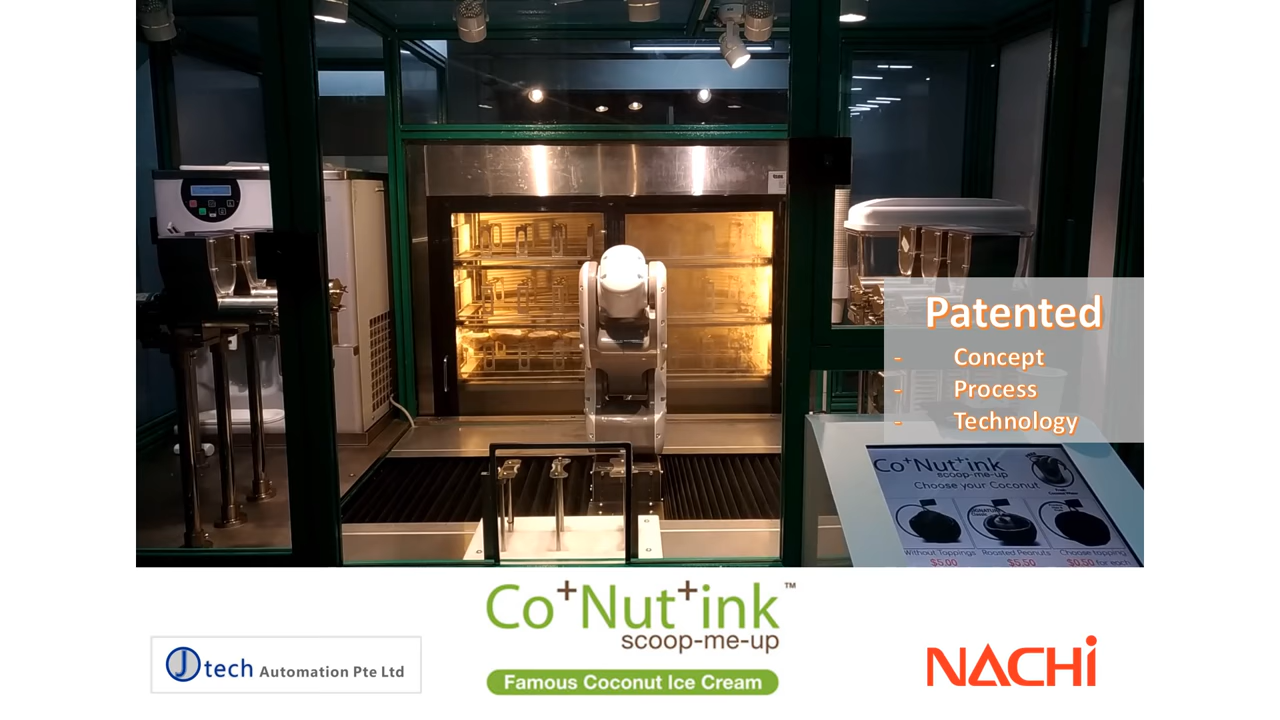 Patented
- Concept
- Process
- Technology
Co+Nut+ink
scoop-me-up
Choose your Coconut
Without Toppings
Roasted Peanuts
Choose topping
$5.00
$5.50
$0.50 for each
Co+Nut+ink™
scoop-me-up
Famous Coconut Ice Cream
Jtech Automation Pte Ltd
NACHi